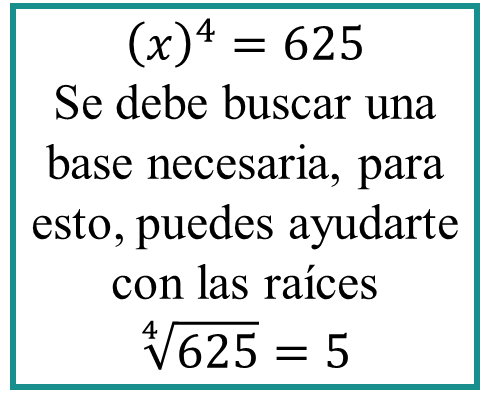 (x)⁴ = 625
Se debe buscar una
base necesaria, para
esto, puedes ayudarte
con las raíces
∜625 = 5